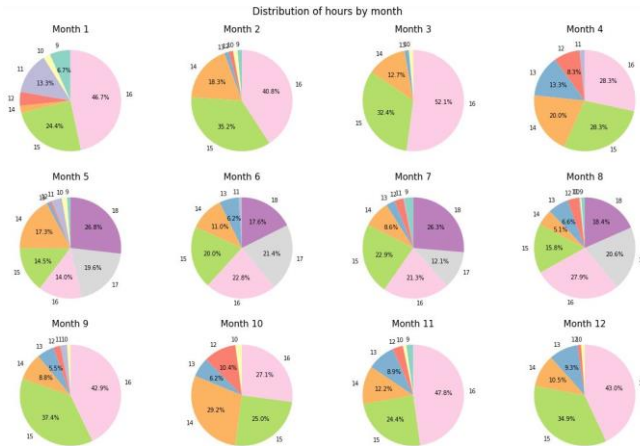 Distribution of hours by month
Month 1
10 9
11 6.7%
13.3% 46.7% 16
12
14
24.4%
15
Month 2
10 9
14 18.3% 40.8% 16
35.2%
15
Month 3
14 12.7%
52.1% 16
32.4%
15
Month 4
12 11
13 8.3% 28.3% 16
13.3%
14 20.0% 28.3%
15
Month 5
11 10 9
14 26.8% 18
17.3%
15 14.5% 19.6%
14.0% 17
16
Month 6
13 11
14 6.2% 17.6% 18
11.0%
15 20.0% 21.4% 17
22.8%
16
Month 7
13 12 11 9
14 8.6% 26.3% 18
15 22.9% 12.1%
21.3% 17
16
Month 8
13 12
14 6.6% 18.4% 18
5.1%
15 15.8% 20.6% 17
27.9%
16
Month 9
13 12 11 10
14 5.5%
8.8% 42.9% 16
37.4%
15
Month 10
12 10
13 10.4% 27.1% 16
6.2%
29.2% 25.0%
14 15
Month 11
12 10 9
13 8.9%
14 12.2% 47.8% 16
24.4%
15
Month 12
13 9.3%
14 10.5% 43.0%
34.9%
15